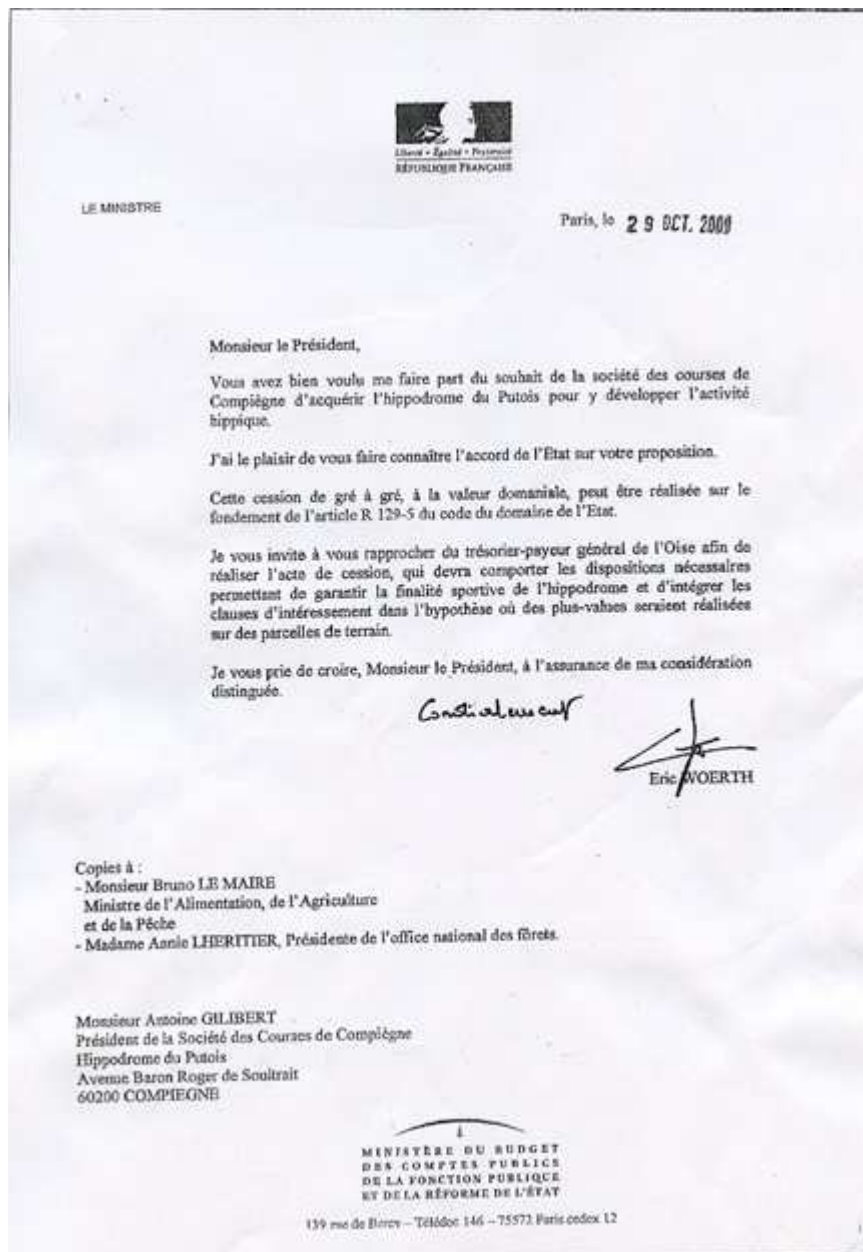 Liberté • Égalité • Fraternité
RÉPUBLIQUE FRANÇAISE
LE MINISTRE
Paris, le 29 OCT. 2009
Monsieur le Président,
Vous avez bien voulu me faire part du souhait de la société des courses de
Compiègne d'acquérir l'hippodrome du Putois pour y développer l'activité
hippique.
J'ai le plaisir de vous faire connaître l'accord de l'État sur votre proposition.
Cette cession de gré à gré, à la valeur domaniale, peut être réalisée sur le
fondement de l'article R 129-5 du code du domaine de l'Etat.
Je vous invite à vous rapprocher du trésorier-payeur général de l'Oise afin de
réaliser l'acte de cession, qui devra comporter les dispositions nécessaires
permettant de garantir la finalité sportive de l'hippodrome et d'intégrer les
clauses d'intéressement dans l'hypothèse où des plus-values seraient réalisées
sur des parcelles de terrain.
Je vous prie de croire, Monsieur le Président, à l'assurance de ma considération
distinguée.
Cordialement
Eric WOERTH
Copies à :
- Monsieur Bruno LE MAIRE
Ministre de l'Alimentation, de l'Agriculture
et de la Pêche
- Madame Annie LHERITIER, Présidente de l'office national des fôrets.
Monsieur Antoine GILIBERT
Président de la Société des Courses de Compiègne
Hippodrome du Putois
Avenue Baron Roger de Soultrait
60200 COMPIEGNE
MINISTÈRE DU BUDGET
DES COMPTES PUBLICS
DE LA FONCTION PUBLIQUE
ET DE LA RÉFORME DE L'ÉTAT
139 rue de Bercy – Télédoc 146 – 75572 Paris cedex 12